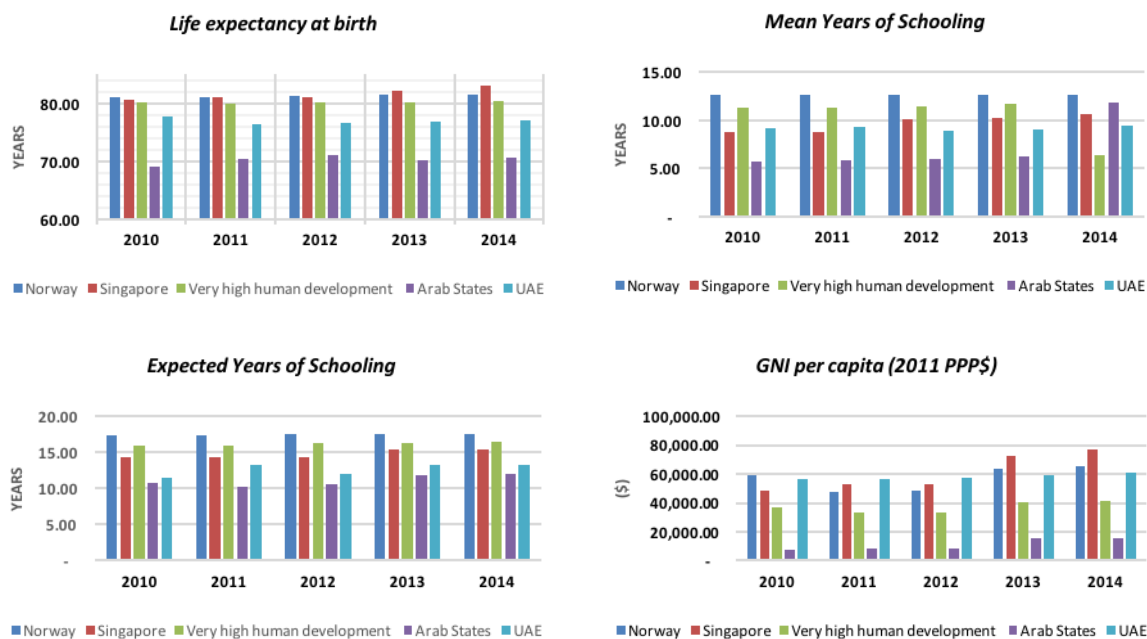 Life expectancy at birth
80.00
70.00
60.00
YEARS
2010 2011 2012 2013 2014
Norway Singapore Very high human development Arab States UAE
Mean Years of Schooling
15.00
10.00
5.00
-
YEARS
2010 2011 2012 2013 2014
Norway Singapore Very high human development Arab States UAE
Expected Years of Schooling
20.00
15.00
10.00
5.00
-
YEARS
2010 2011 2012 2013 2014
Norway Singapore Very high human development Arab States UAE
GNI per capita (2011 PPP$)
100,000.00
80,000.00
60,000.00
40,000.00
20,000.00
-
($)
2010 2011 2012 2013 2014
Norway Singapore Very high human development Arab States UAE